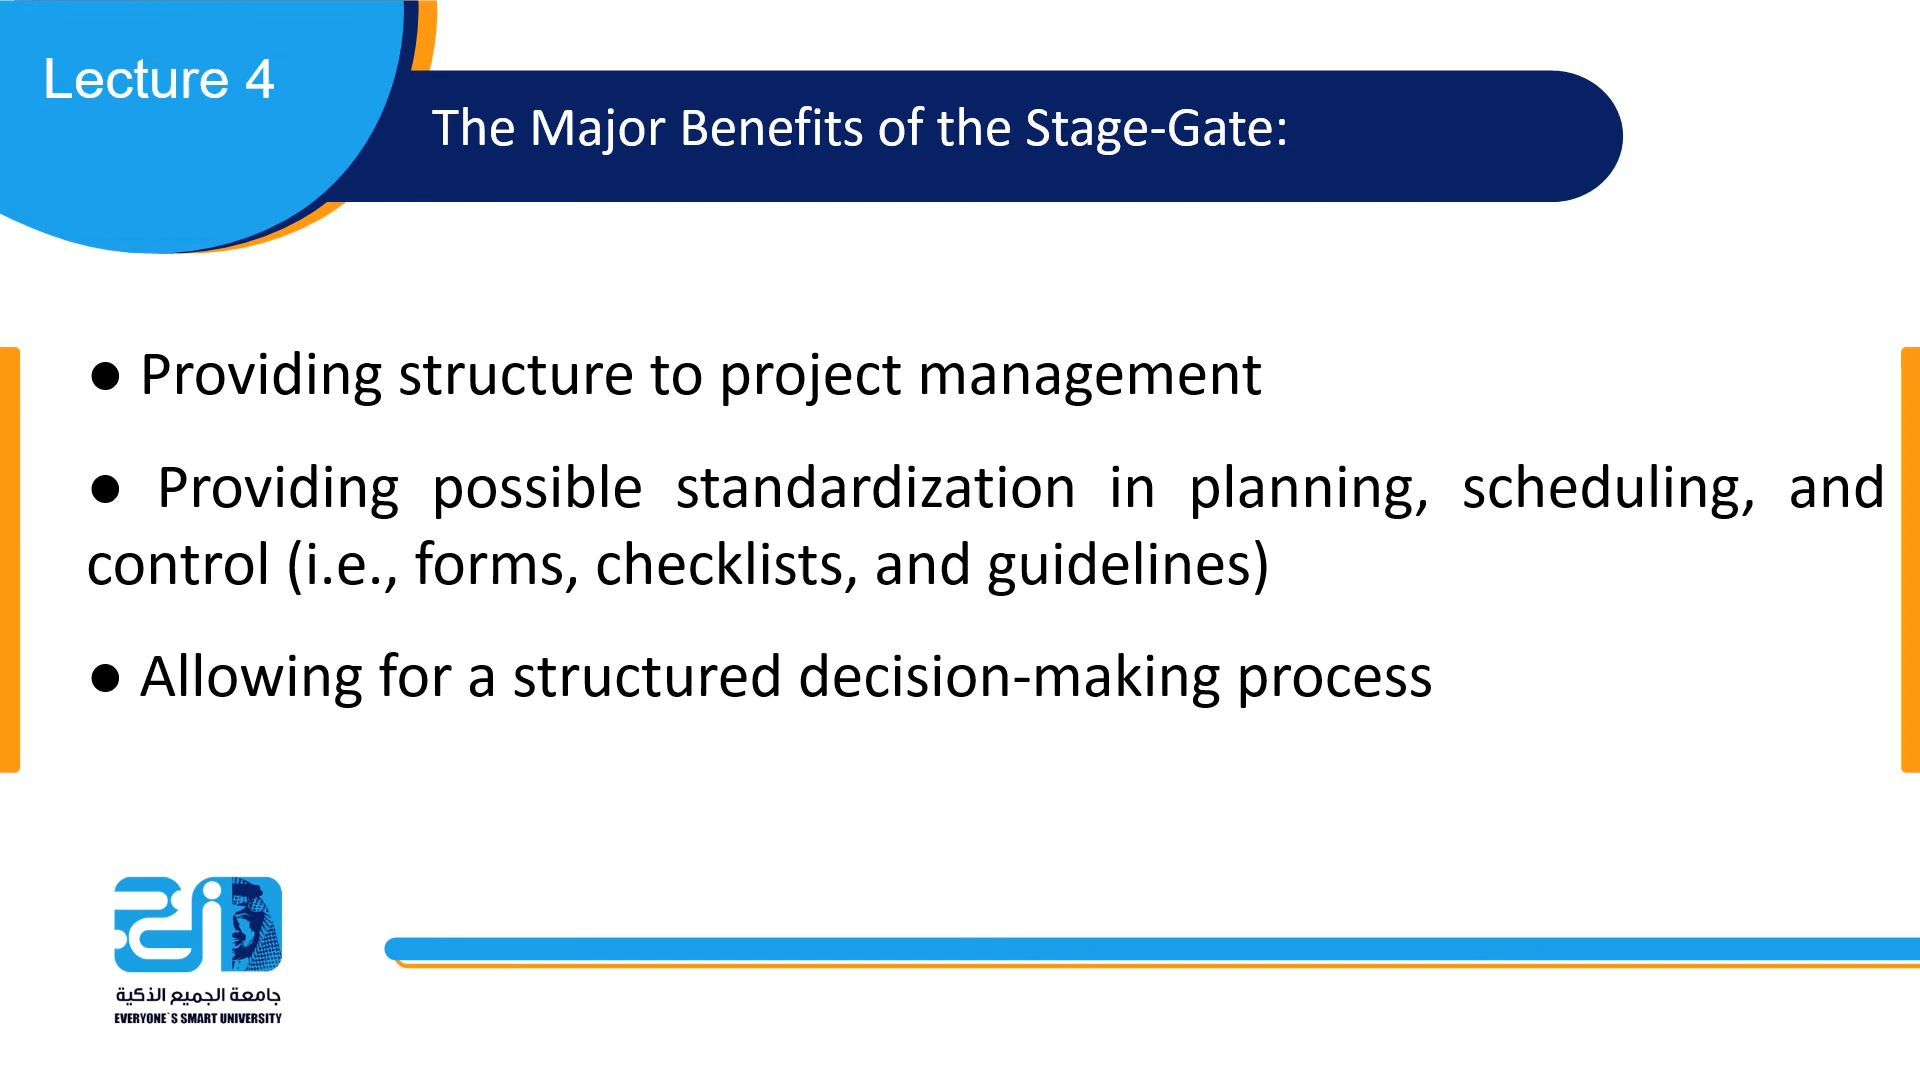 Lecture 4
The Major Benefits of the Stage-Gate:
● Providing structure to project management
● Providing possible standardization in planning, scheduling, and
control (i.e., forms, checklists, and guidelines)
● Allowing for a structured decision-making process
جامعة الجميع الذكية
EVERYONE`S SMART UNIVERSITY